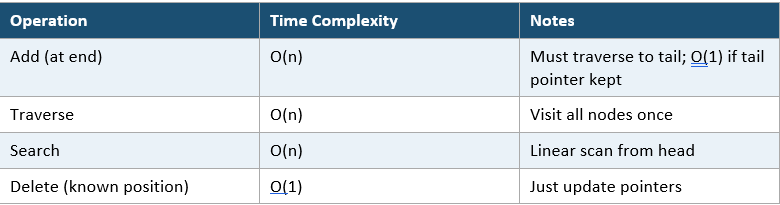 Operation Time Complexity Notes
Add (at end) O(n) Must traverse to tail; O(1) if tail
pointer kept
Traverse O(n) Visit all nodes once
Search O(n) Linear scan from head
Delete (known position) O(1) Just update pointers